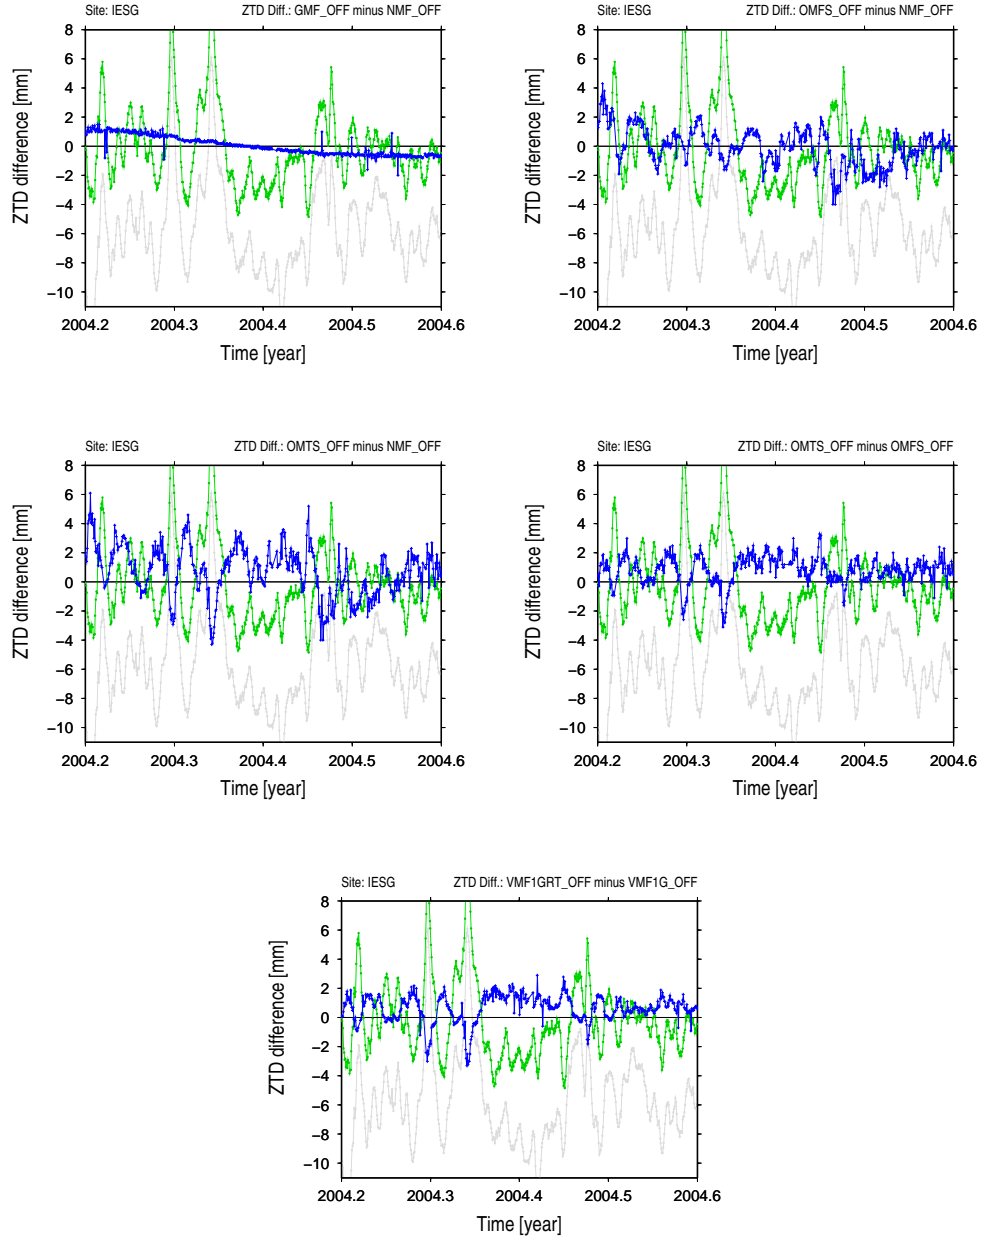 Site: IESG ZTD Diff.: GMF_OFF minus NMF_OFF
8
6
4
2
0
−2
−4
−6
−8
−10
ZTD difference [mm]
2004.2 2004.3 2004.4 2004.5 2004.6
Time [year]
Site: IESG ZTD Diff.: OMFS_OFF minus NMF_OFF
8
6
4
2
0
−2
−4
−6
−8
−10
ZTD difference [mm]
2004.2 2004.3 2004.4 2004.5 2004.6
Time [year]
Site: IESG ZTD Diff.: OMTS_OFF minus NMF_OFF
8
6
4
2
0
−2
−4
−6
−8
−10
ZTD difference [mm]
2004.2 2004.3 2004.4 2004.5 2004.6
Time [year]
Site: IESG ZTD Diff.: OMTS_OFF minus OMFS_OFF
8
6
4
2
0
−2
−4
−6
−8
−10
ZTD difference [mm]
2004.2 2004.3 2004.4 2004.5 2004.6
Time [year]
Site: IESG ZTD Diff.: VMF1GRT_OFF minus VMF1G_OFF
8
6
4
2
0
−2
−4
−6
−8
−10
ZTD difference [mm]
2004.2 2004.3 2004.4 2004.5 2004.6
Time [year]